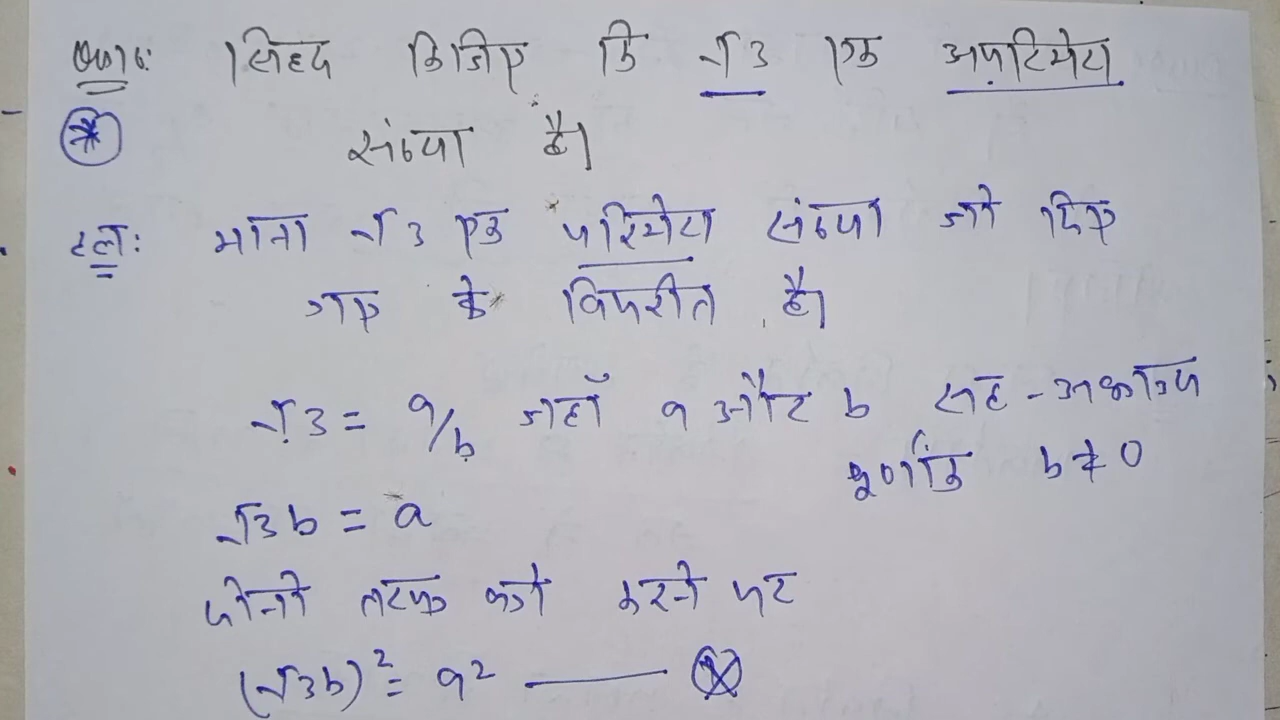 सिद्ध किजिए कि √3 एक अपरिमेय
संख्या है।
हल: माना √3 एक परिमेय संख्या जो दिए
गए के विपरीत है।
√3 = a/b जहाँ a और b सह-अभाज्य
पूर्णांक b ≠ 0
√3b = a
दोनो तरफ वर्ग करने पर
(√3b)² = a²